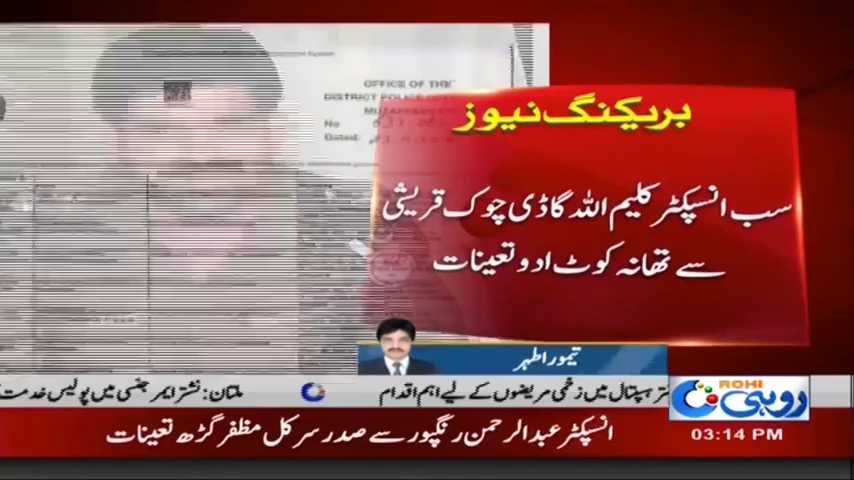 OFFICE OF THE
DISTRICT POLICE
No
Dated:
بریکنگ نیوز
سب انسپکٹر کلیم اللہ گاڈی چوک قریشی
سے تھانہ کوٹ ادو تعینات
تیمور اطہر
ملتان: نشتر ایمرجنسی میں پولیس خدمت
ہسپتال میں زخمی مریضوں کے لیے اہم اقدام
ROHI
روہی
03:14 PM
انسپکٹر عبدالرحمن رنگپور سے صدر سرکل مظفر گڑھ تعینات